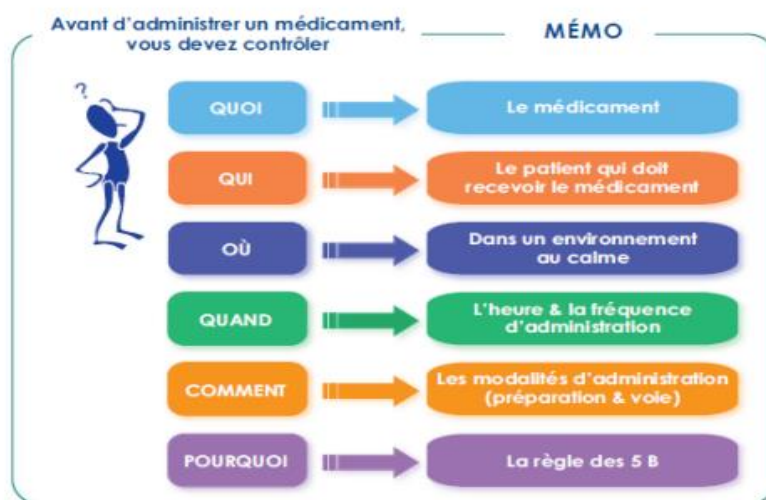 Avant d'administrer un médicament,
vous devez contrôler
MÉMO
?
QUOI
Le médicament
QUI
Le patient qui doit
recevoir le médicament
OÙ
Dans un environnement
au calme
QUAND
L'heure & la fréquence
d'administration
COMMENT
Les modalités d'administration
(préparation & voie)
POURQUOI
La règle des 5 B